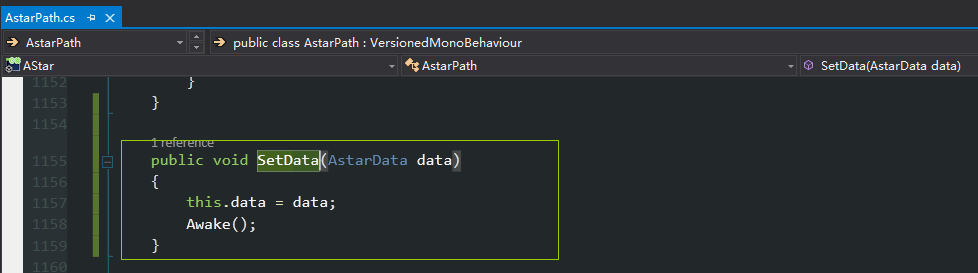 AstarPath.cs
AstarPath
public class AstarPath : VersionedMonoBehaviour
AStar
AstarPath
SetData(AstarData data)
1152 }
1153 }
1154
1 reference
1155 public void SetData(AstarData data)
1156 {
1157 this.data = data;
1158 Awake();
1159 }
1160